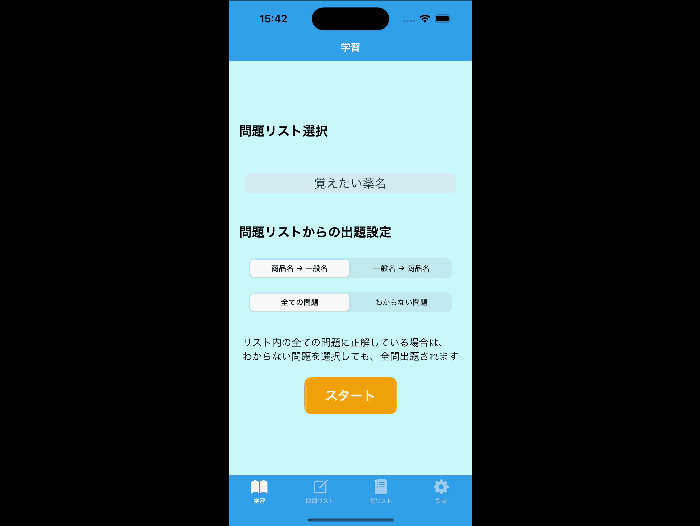 15:42
学習
問題リスト選択
覚えたい薬名
問題リストからの出題設定
商品名 → 一般名
一般名 → 商品名
全ての問題
わからない問題
リスト内の全ての問題に正解している場合は、
わからない問題を選択しても、全問出題されます
スタート
学習
問題リスト